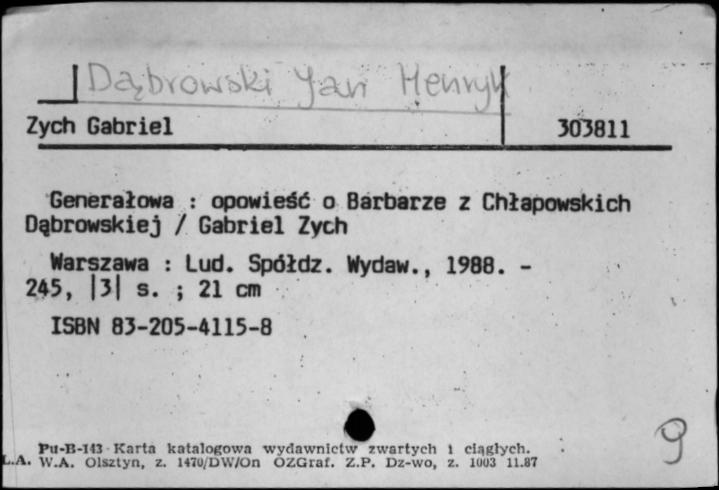 Dąbrowski Jan Henryk
Zych Gabriel 303811
Generałowa : opowieść o Barbarze z Chłapowskich
Dąbrowskiej / Gabriel Zych
Warszawa : Lud. Spółdz. Wydaw., 1988. -
245, |3| s. ; 21 cm
ISBN 83-205-4115-8
9
Pu-B-143 Karta katalogowa wydawnictw zwartych i ciągłych.
L.A. W.A. Olsztyn, z. 1470/DW/On OZGraf. Z.P. Dz-wo, z. 1003 11.87